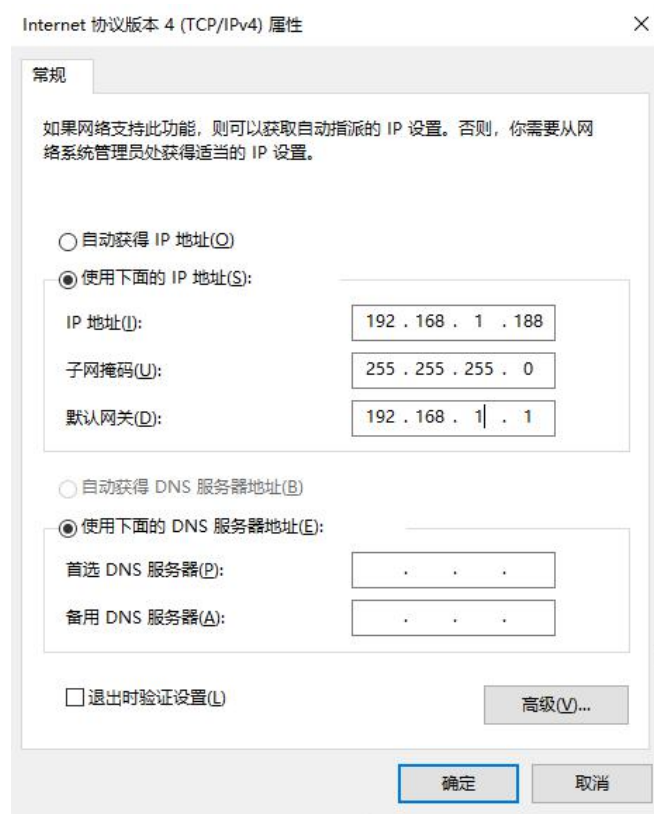 Internet 协议版本 4 (TCP/IPv4) 属性
常规
如果网络支持此功能，则可以获取自动指派的 IP 设置。否则，你需要从网
络系统管理员处获得适当的 IP 设置。
自动获得 IP 地址(O)
使用下面的 IP 地址(S):
IP 地址(I): 192 . 168 . 1 . 188
子网掩码(U): 255 . 255 . 255 . 0
默认网关(D): 192 . 168 . 1 . 1
自动获得 DNS 服务器地址(B)
使用下面的 DNS 服务器地址(E):
首选 DNS 服务器(P): . . .
备用 DNS 服务器(A): . . .
退出时验证设置(L)
高级(V)...
确定 取消